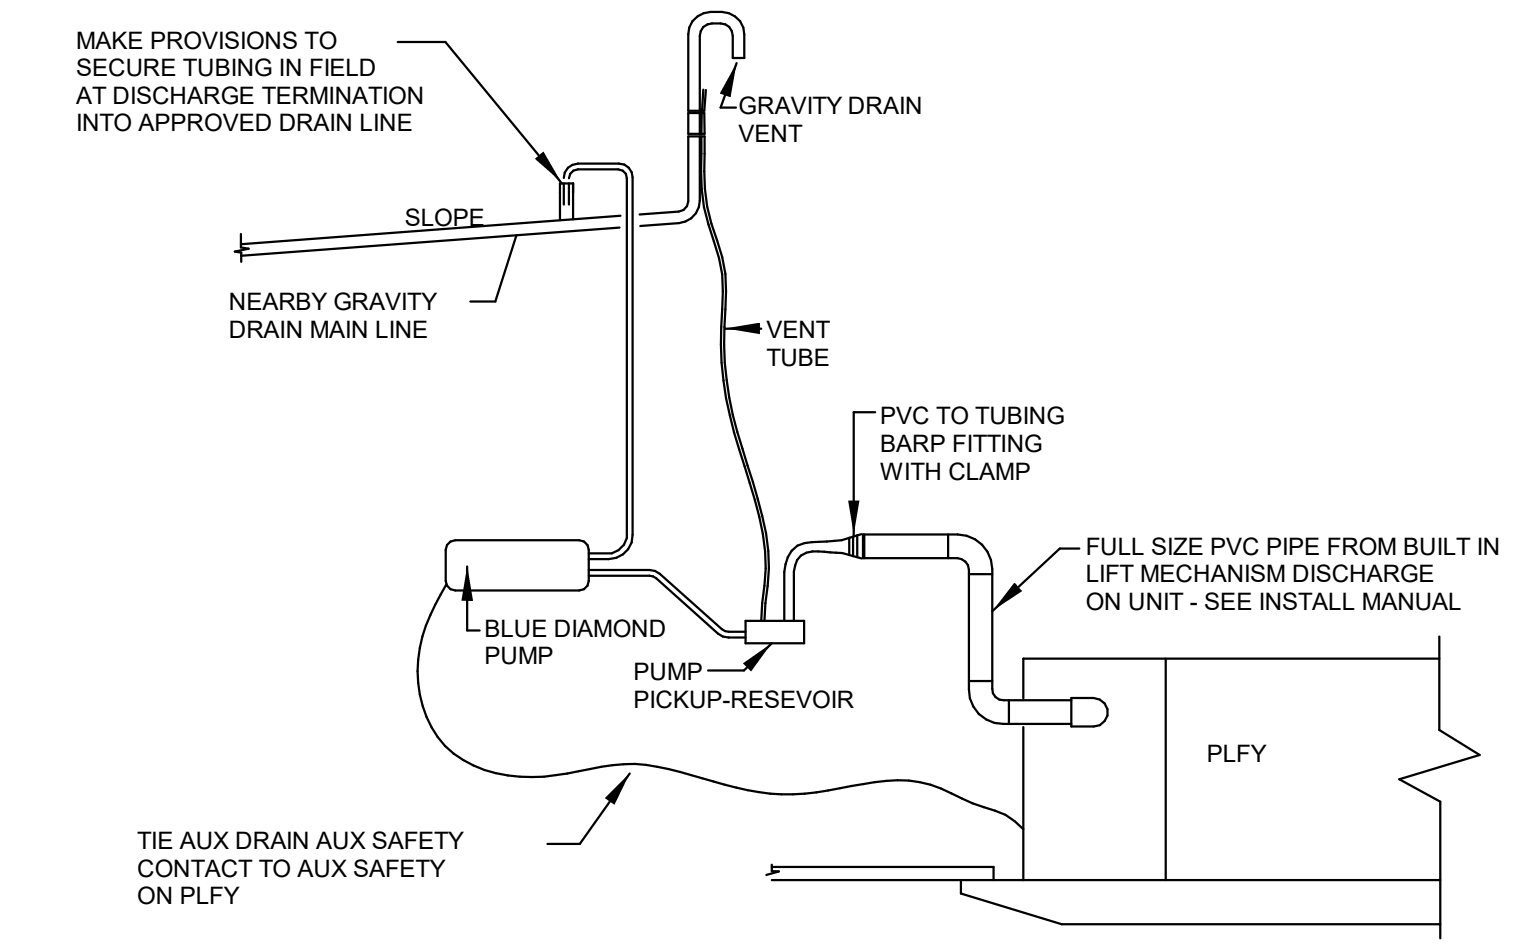 MAKE PROVISIONS TO
SECURE TUBING IN FIELD
AT DISCHARGE TERMINATION
INTO APPROVED DRAIN LINE
GRAVITY DRAIN
VENT
SLOPE
NEARBY GRAVITY
DRAIN MAIN LINE
VENT
TUBE
PVC TO TUBING
BARP FITTING
WITH CLAMP
FULL SIZE PVC PIPE FROM BUILT IN
LIFT MECHANISM DISCHARGE
ON UNIT - SEE INSTALL MANUAL
BLUE DIAMOND
PUMP
PUMP
PICKUP-RESEVOIR
PLFY
TIE AUX DRAIN AUX SAFETY
CONTACT TO AUX SAFETY
ON PLFY